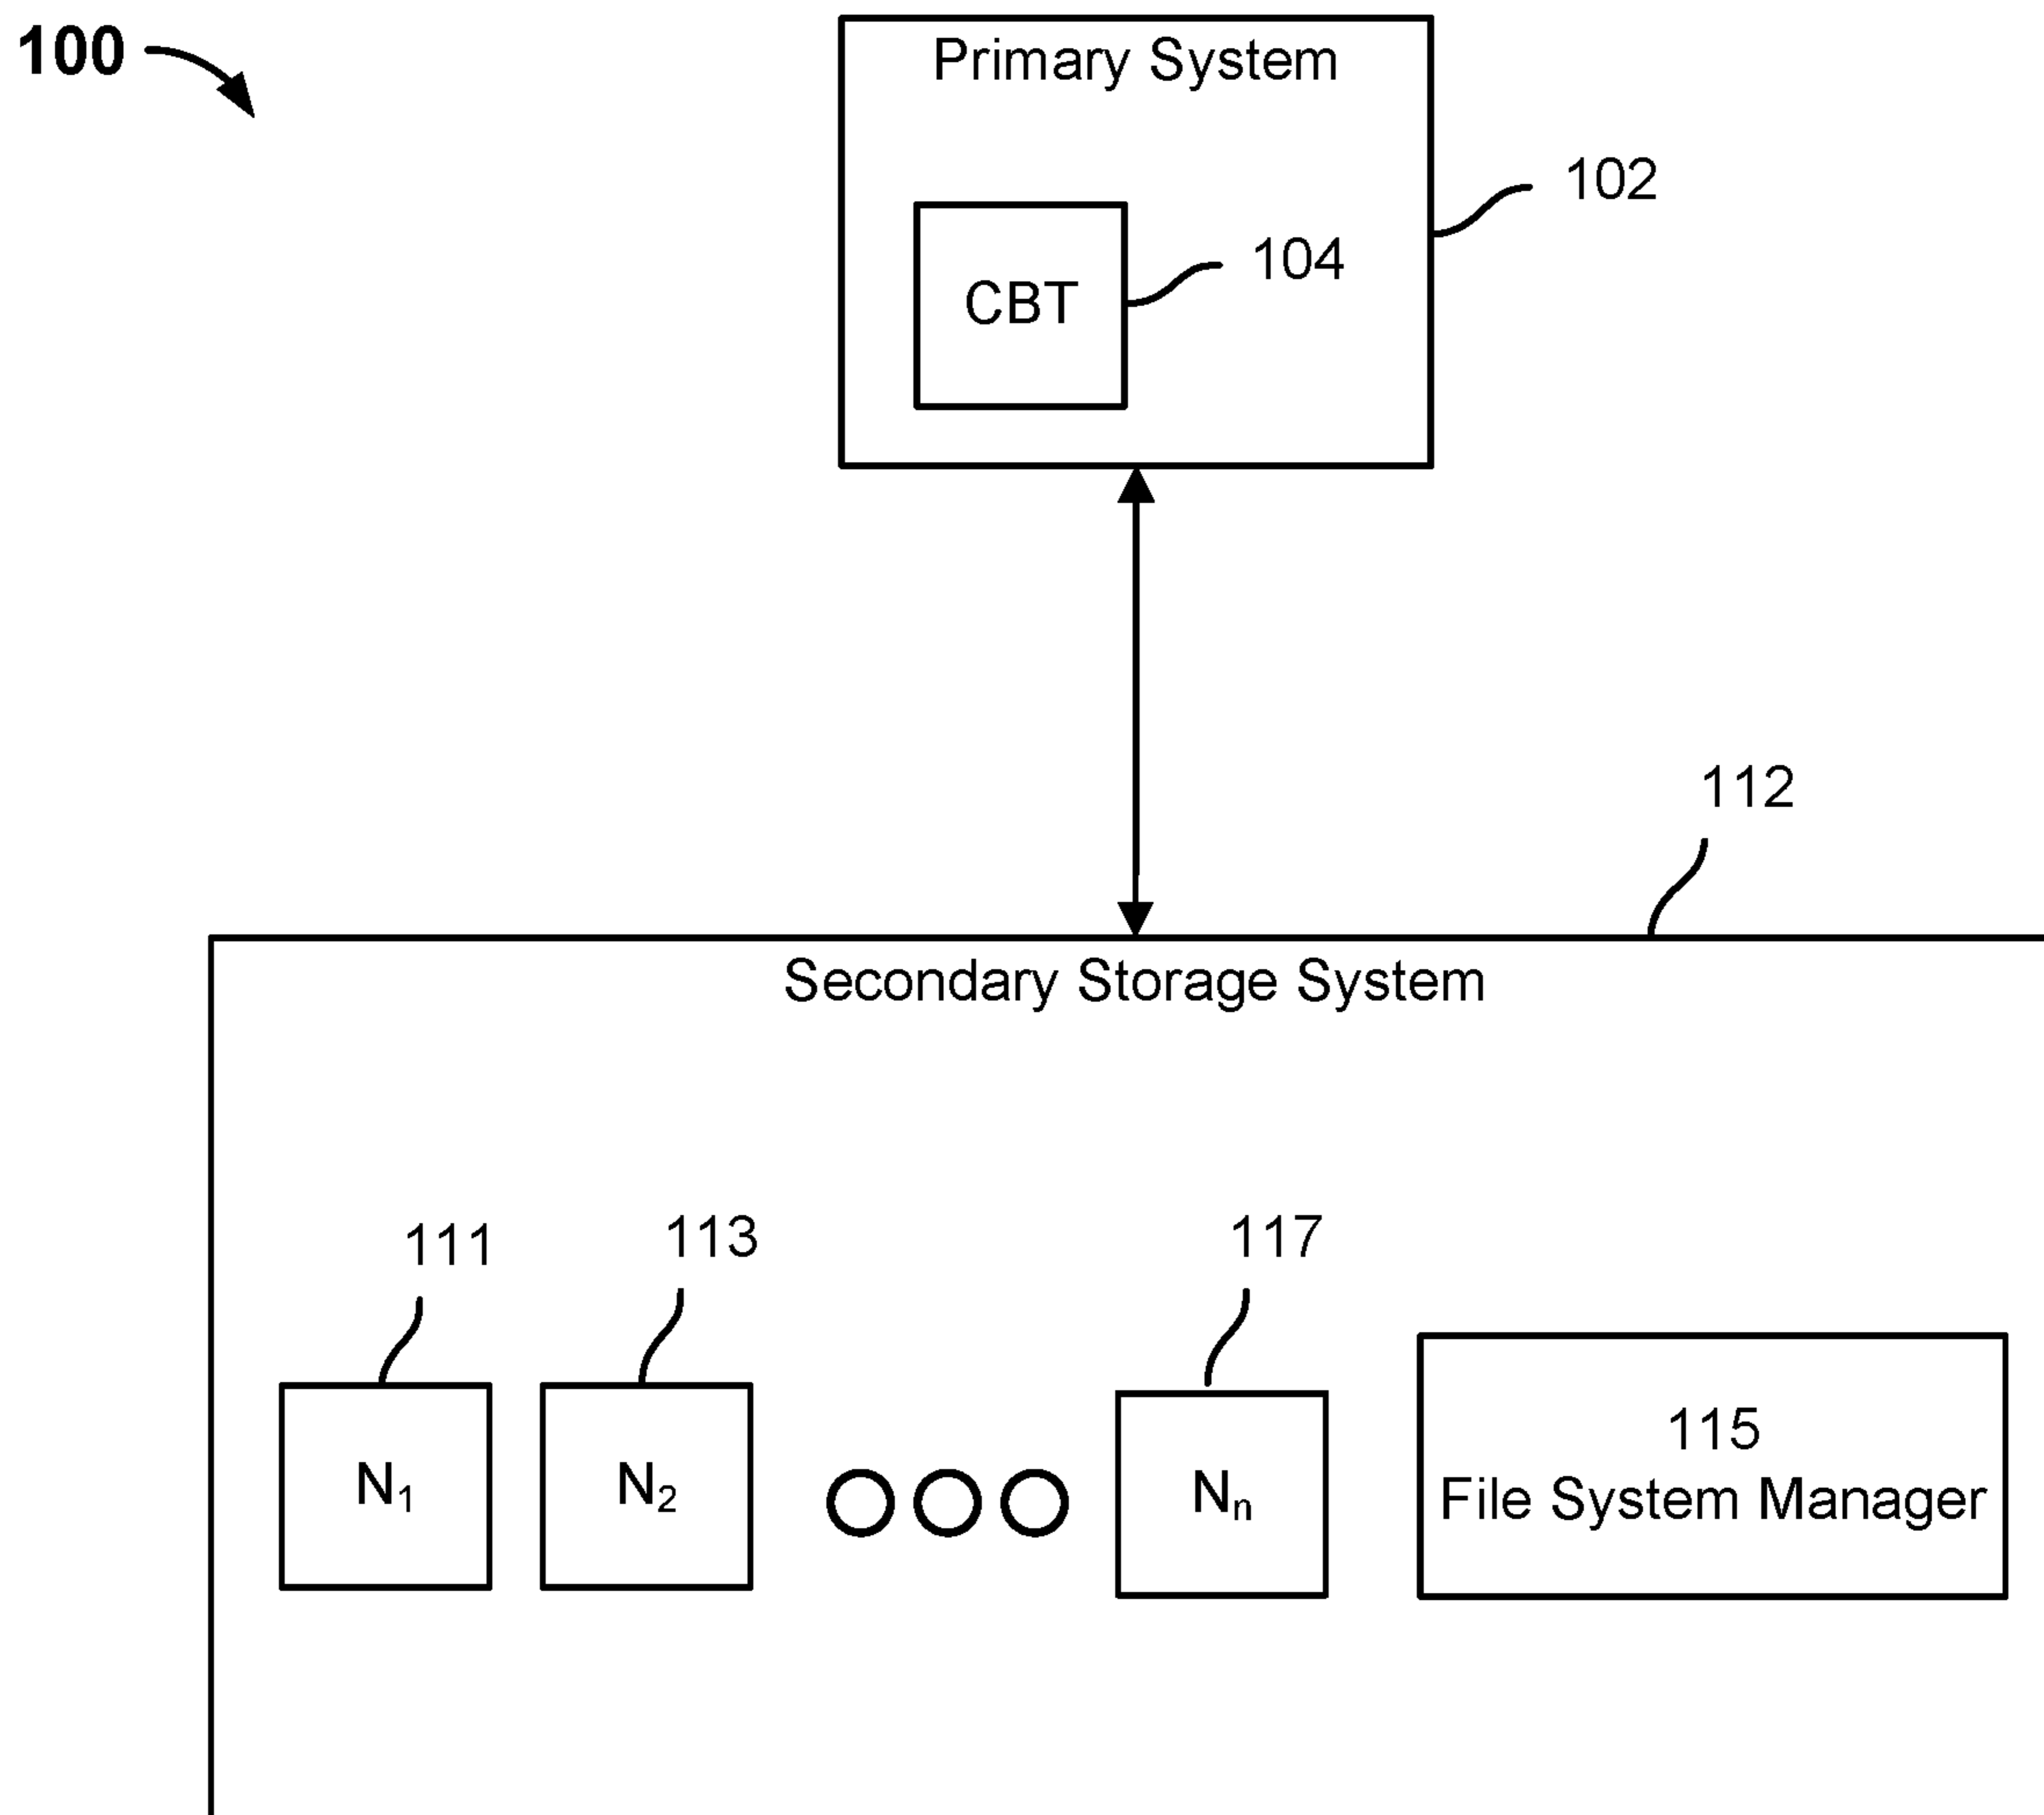 100
Primary System
102
104
CBT
112
Secondary Storage System
111
113
117
N₁
N₂
Nₙ
115
File System Manager